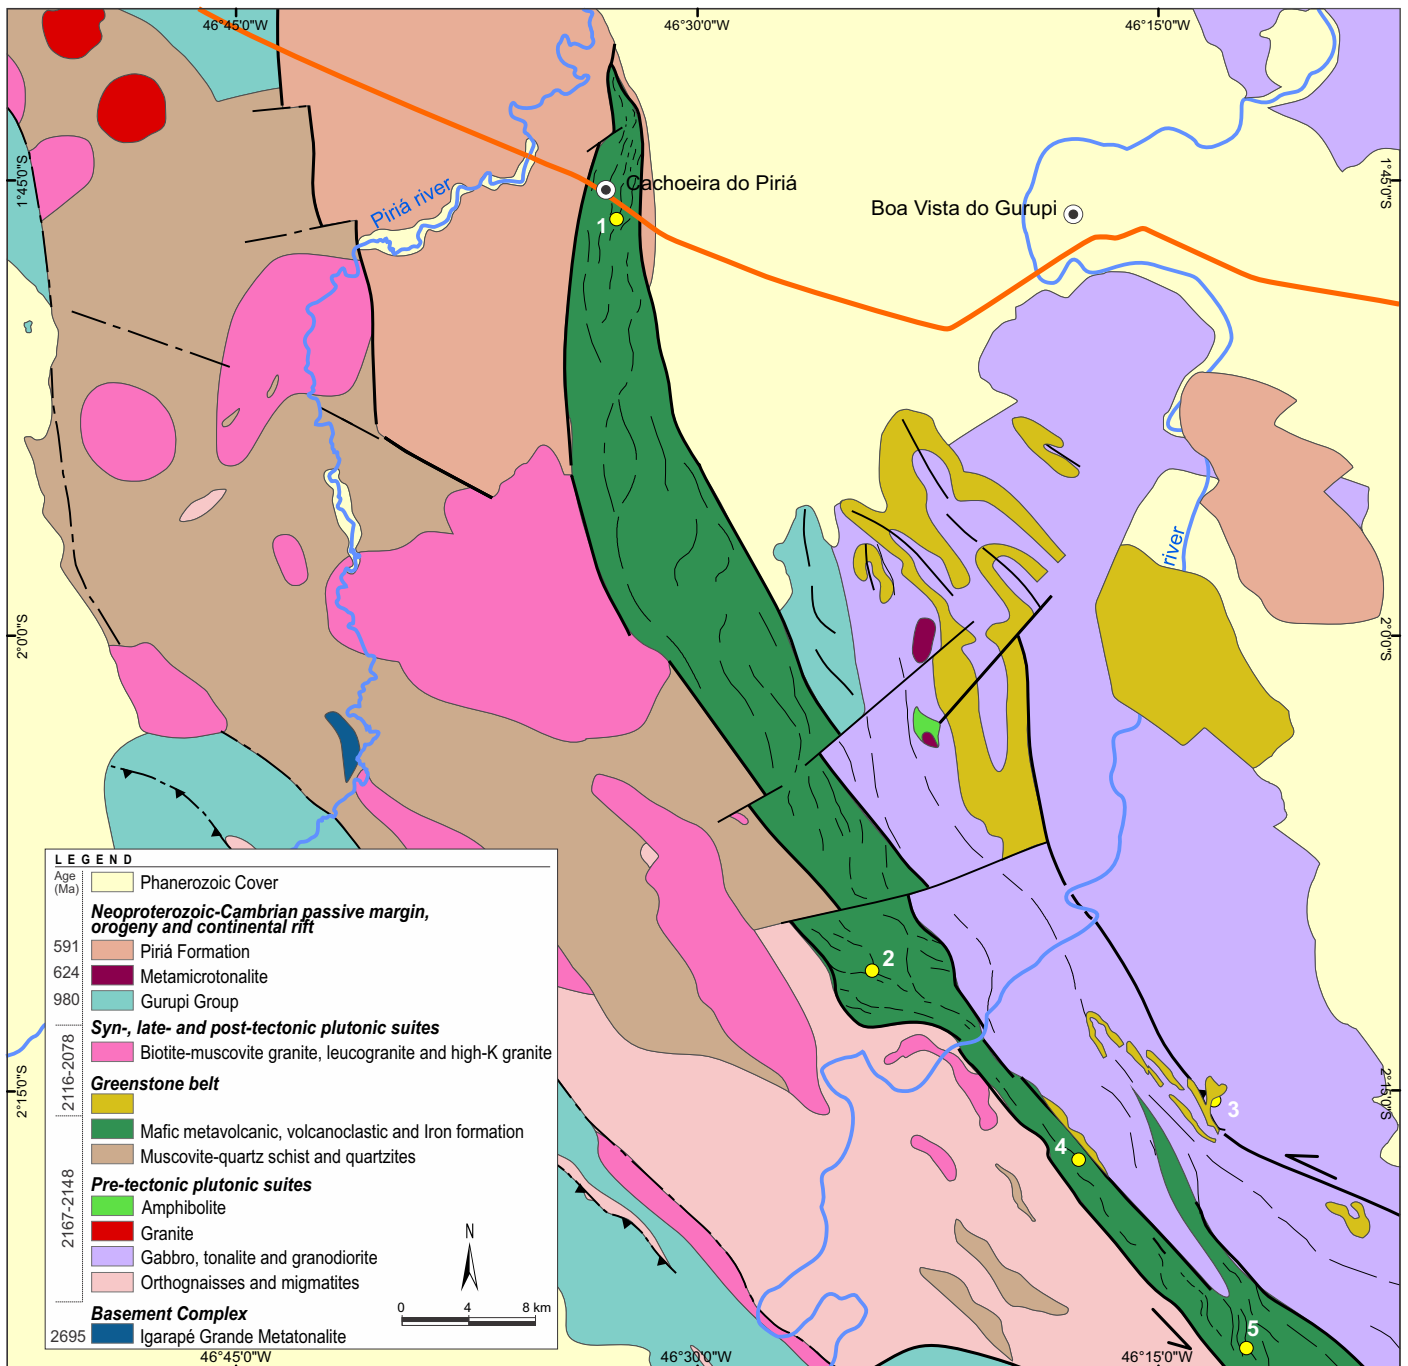 46°45'0"W
46°30'0"W
46°15'0"W
1°45'0"S
1°45'0"S
Cachoeira do Piriá
Piriá river
Boa Vista do Gurupi
1
river
2°0'0"S
2°0'0"S
LEGEND
Age
(Ma)
Phanerozoic Cover
Neoproterozoic-Cambrian passive margin,
orogeny and continental rift
591
Piriá Formation
624
Metamicrotonalite
980
Gurupi Group
Syn-, late- and post-tectonic plutonic suites
2116-2078
Biotite-muscovite granite, leucogranite and high-K granite
Greenstone belt
Mafic metavolcanic, volcanoclastic and Iron formation
Muscovite-quartz schist and quartzites
2167-2148
Pre-tectonic plutonic suites
Amphibolite
Granite
Gabbro, tonalite and granodiorite
Orthognaisses and migmatites
Basement Complex
2695
Igarapé Grande Metatonalite
N
0 4 8 km
2
3
4
5
2°15'0"S
2°15'0"S
46°45'0"W
46°30'0"W
46°15'0"W